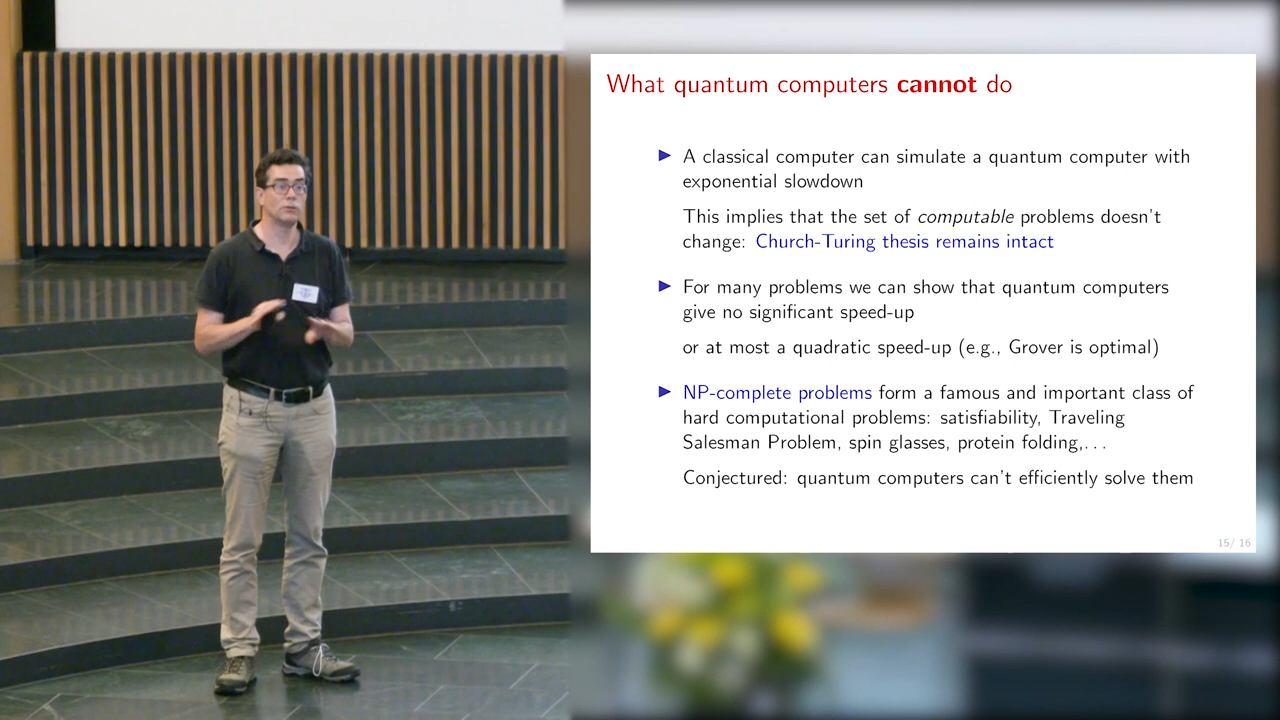 What quantum computers cannot do
▶ A classical computer can simulate a quantum computer with
exponential slowdown
This implies that the set of computable problems doesn't
change: Church-Turing thesis remains intact
▶ For many problems we can show that quantum computers
give no significant speed-up
or at most a quadratic speed-up (e.g., Grover is optimal)
▶ NP-complete problems form a famous and important class of
hard computational problems: satisfiability, Traveling
Salesman Problem, spin glasses, protein folding,...
Conjectured: quantum computers can't efficiently solve them
15/ 16